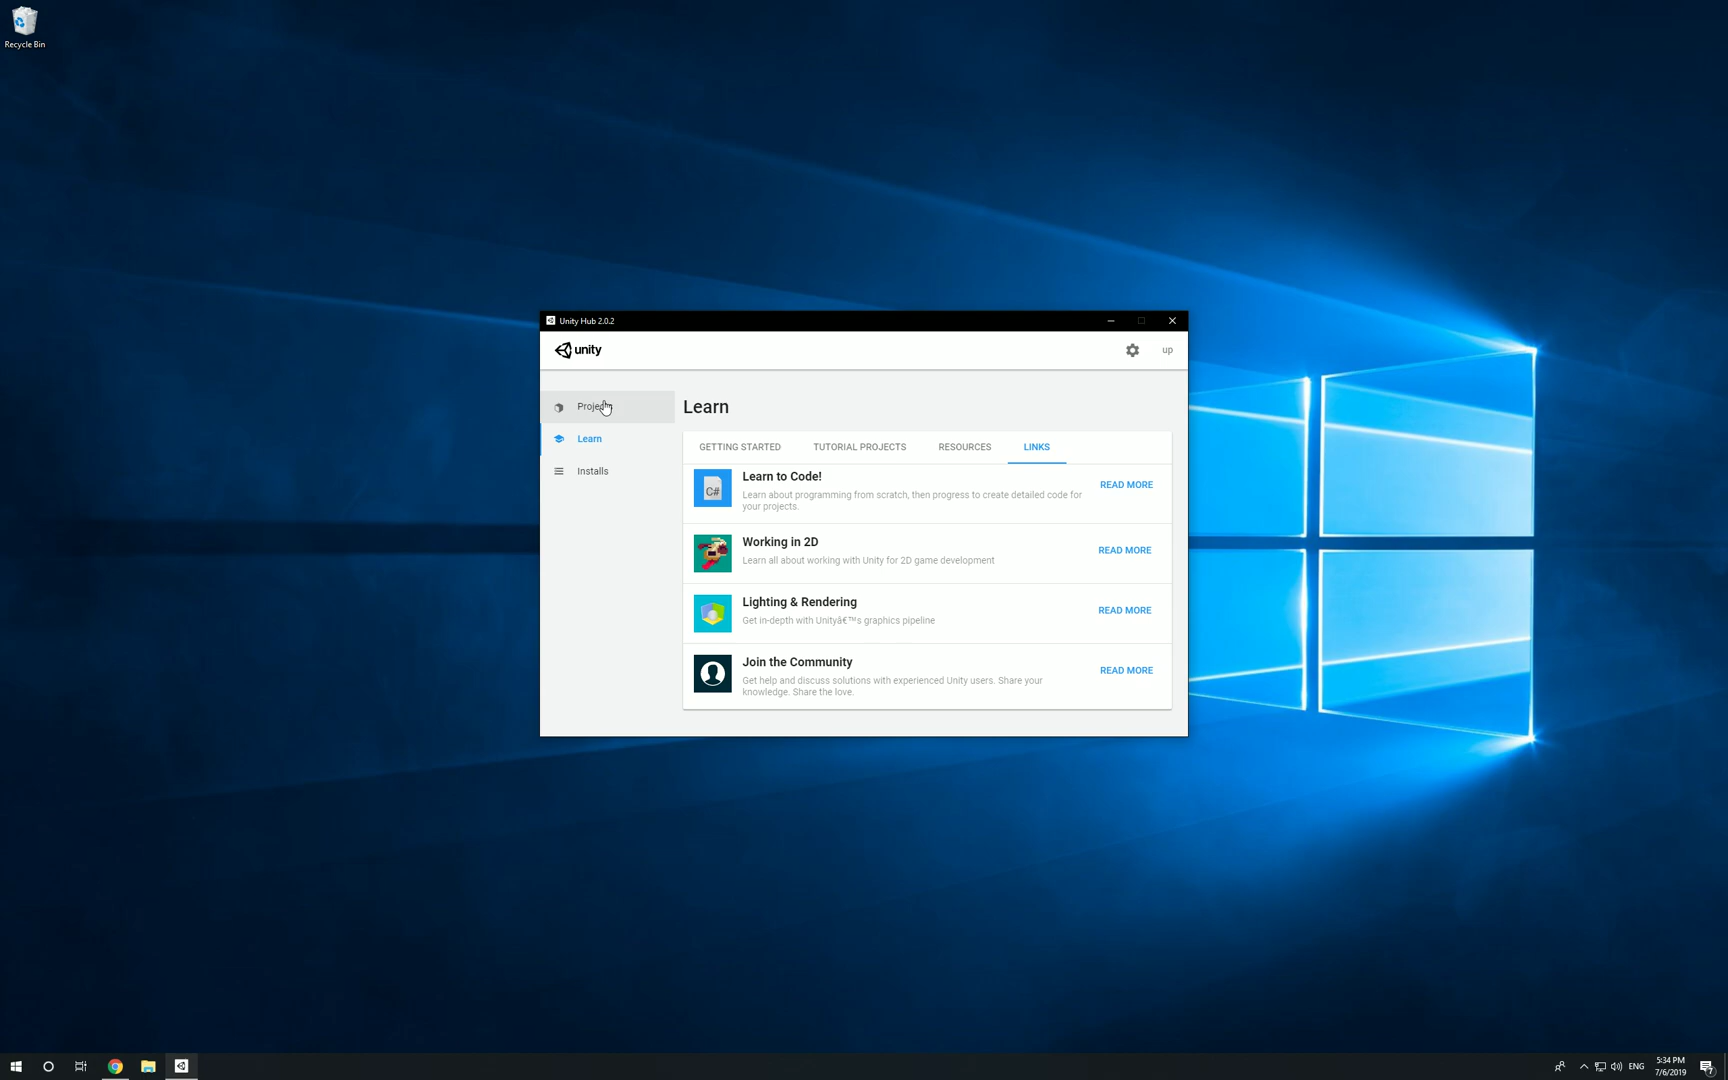 Recycle Bin
Unity Hub 2.0.2
unity
up
Projects
Learn
Installs
Learn
GETTING STARTED
TUTORIAL PROJECTS
RESOURCES
LINKS
C#
Learn to Code!
Learn about programming from scratch, then progress to create detailed code for
your projects.
READ MORE
Working in 2D
Learn all about working with Unity for 2D game development
READ MORE
Lighting & Rendering
Get in-depth with Unityâ€™s graphics pipeline
READ MORE
Join the Community
Get help and discuss solutions with experienced Unity users. Share your
knowledge. Share the love.
READ MORE
ENG
5:34 PM
7/6/2019
7